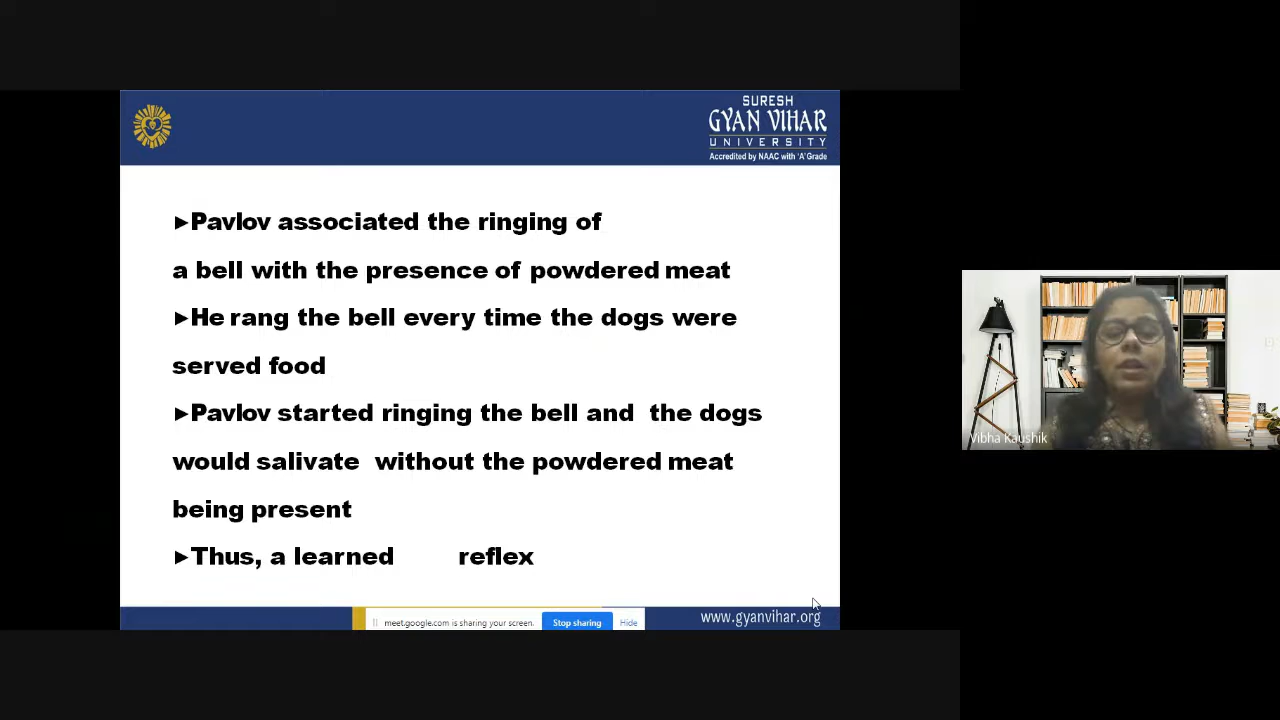 SURESH
GYAN VIHAR
UNIVERSITY
Accredited by NAAC with 'A' Grade
►Pavlov associated the ringing of
a bell with the presence of powdered meat
►He rang the bell every time the dogs were
served food
►Pavlov started ringing the bell and the dogs
would salivate without the powdered meat
being present
►Thus, a learned reflex
Vibha Kaushik
meet.google.com is sharing your screen.
Stop sharing
Hide
www.gyanvihar.org